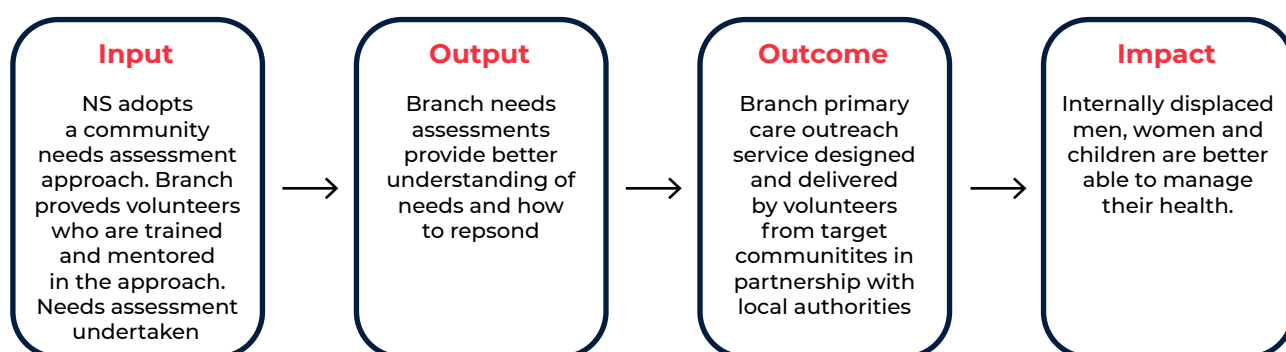 Input
NS adopts
a community
needs assessment
approach. Branch
proveds volunteers
who are trained
and mentored
in the approach.
Needs assessment
undertaken
Output
Branch needs
assessments
provide better
understanding of
needs and how
to repsond
Outcome
Branch primary
care outreach
service designed
and delivered
by volunteers
from target
communitites in
partnership with
local authorities
Impact
Internally displaced
men, women and
children are better
able to manage
their health.